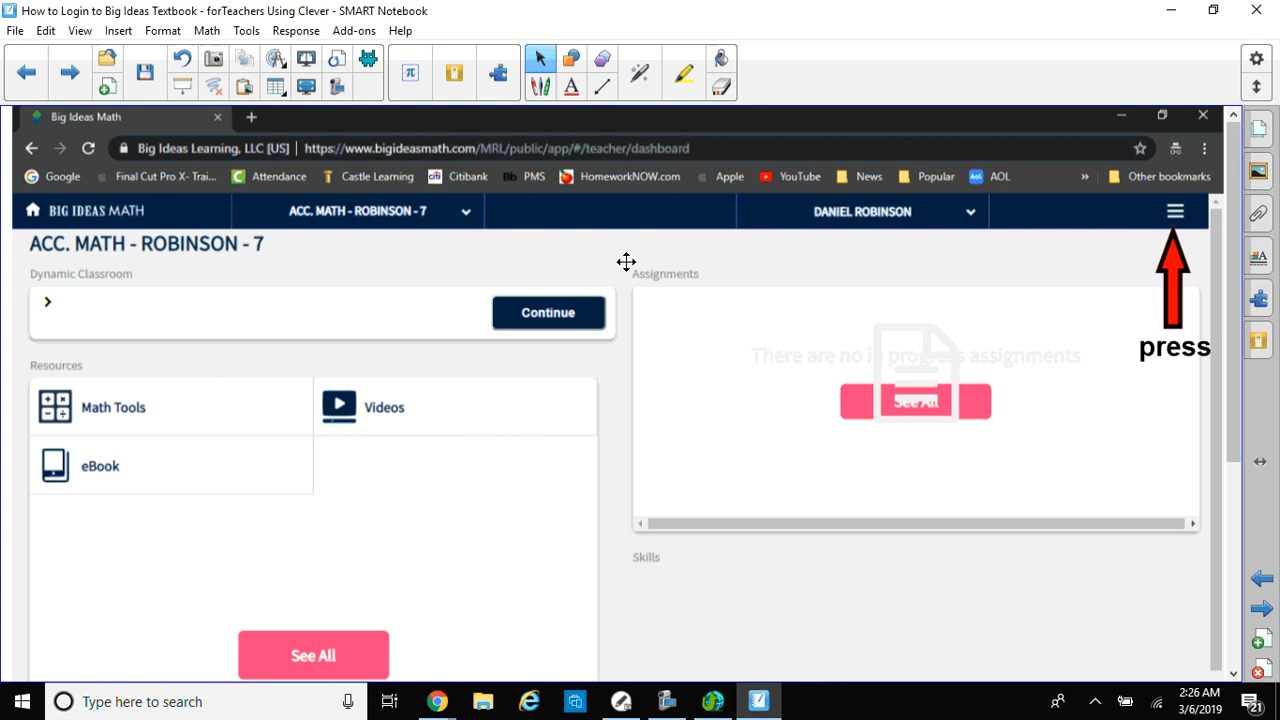 How to Login to Big Ideas Textbook - forTeachers Using Clever - SMART Notebook
File Edit View Insert Format Math Tools Response Add-ons Help
Big Ideas Math
Big Ideas Learning, LLC [US] https://www.bigideasmath.com/MRL/public/app/#/teacher/dashboard
Google Final Cut Pro X- Trai... Attendance Castle Learning citi Citibank Bb PMS HomeworkNOW.com Apple YouTube News Popular Aol. AOL » Other bookmarks
BIG IDEAS MATH ACC. MATH - ROBINSON - 7 DANIEL ROBINSON
ACC. MATH - ROBINSON - 7
Dynamic Classroom Assignments
Continue
press
There are no in progress assignments
Resources
Math Tools Videos
See All
eBook
Skills
See All
Type here to search
2:26 AM
3/6/2019
21